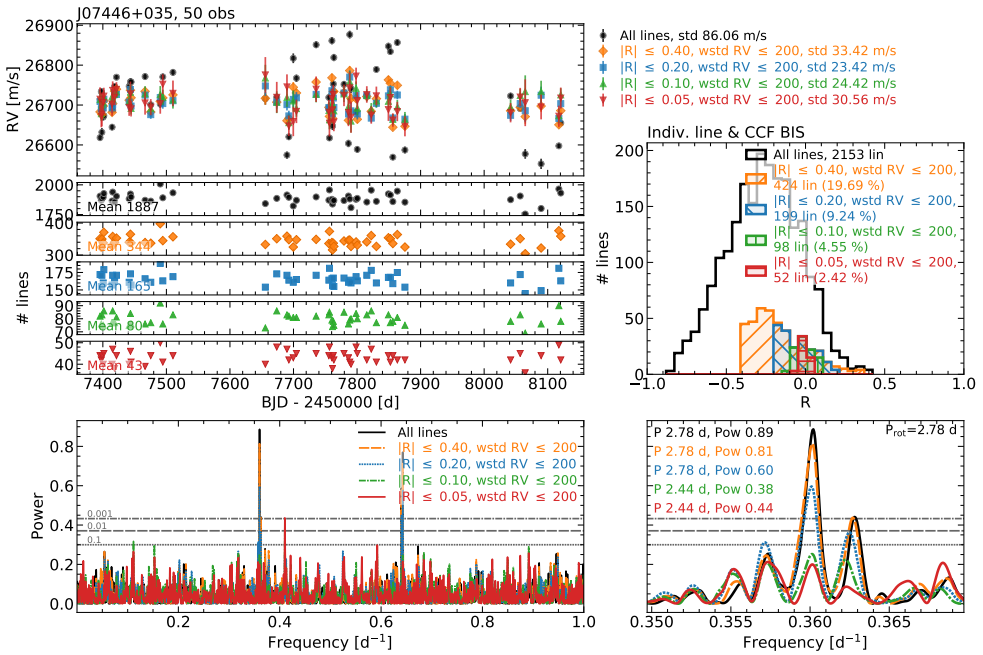 J07446+035, 50 obs
26900
26800
26700
26600
RV [m/s]
All lines, std 86.06 m/s
|R| ≤ 0.40, wstd RV ≤ 200, std 33.42 m/s
|R| ≤ 0.20, wstd RV ≤ 200, std 23.42 m/s
|R| ≤ 0.10, wstd RV ≤ 200, std 24.42 m/s
|R| ≤ 0.05, wstd RV ≤ 200, std 30.56 m/s
2000
1750
Mean 1887
400
300
Mean 344
175
150
Mean 165
90
80
70
Mean 80
50
40
Mean 43
# lines
7400 7500 7600 7700 7800 7900 8000 8100
BJD - 2450000 [d]
Indiv. line & CCF BIS
200
150
100
50
0
# lines
All lines, 2153 lin
|R| ≤ 0.40, wstd RV ≤ 200,
424 lin (19.69 %)
|R| ≤ 0.20, wstd RV ≤ 200,
199 lin (9.24 %)
|R| ≤ 0.10, wstd RV ≤ 200,
98 lin (4.55 %)
|R| ≤ 0.05, wstd RV ≤ 200,
52 lin (2.42 %)
−1.0 −0.5 0.0 0.5 1.0
R
0.8
0.6
0.4
0.2
0.0
Power
All lines
|R| ≤ 0.40, wstd RV ≤ 200
|R| ≤ 0.20, wstd RV ≤ 200
|R| ≤ 0.10, wstd RV ≤ 200
|R| ≤ 0.05, wstd RV ≤ 200
0.001
0.01
0.1
0.2 0.4 0.6 0.8 1.0
Frequency [d⁻¹]
P 2.78 d, Pow 0.89
P 2.78 d, Pow 0.81
P 2.78 d, Pow 0.60
P 2.44 d, Pow 0.38
P 2.44 d, Pow 0.44
P_rot=2.78 d
0.350 0.355 0.360 0.365
Frequency [d⁻¹]